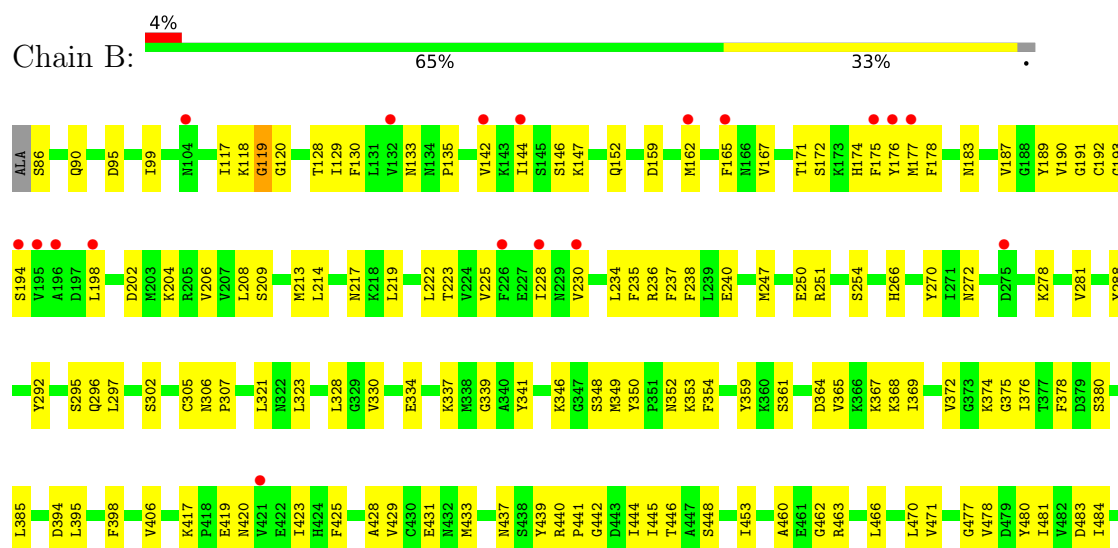 4%
Chain B:
65% 33% •
ALA S86 Q90 D95 I99 N104 I117 K118 G119 G120 T128 I129 F130 L131 V132 N133 N134 P135 V142 K143 I144 S145 S146 K147 Q152 D159 M162 F165 N166 V167 T171 S172 K173 H174 F175 Y176 M177 F178 N183 V187 G188 Y189 V190 G191 C192 G193
S194 V195 A196 D197 L198 D202 M203 K204 R205 V206 V207 L208 S209 M213 L214 N217 K218 L219 L222 T223 V224 V225 F226 E227 I228 N229 V230 L234 F235 R236 F237 F238 L239 E240 M247 E250 R251 S254 H266 Y270 I271 N272 D275 K278 V281 Y288
Y292 S295 Q296 L297 S302 C305 N306 P307 L321 N322 L323 L328 G329 V330 E334 K337 M338 G339 A340 Y341 K346 G347 S348 M349 Y350 P351 N352 K353 F354 Y359 K360 S361 D364 V365 K366 K367 K368 I369 V372 G373 K374 G375 I376 T377 F378 D379 S380
L385 D394 L395 F398 V406 K417 P418 E419 N420 V421 E422 I423 H424 F425 A428 V429 C430 E431 N432 M433 N437 S438 Y439 R440 P441 G442 D443 I444 I445 T446 A447 S448 I453 A460 E461 G462 R463 L466 L470 V471 G477 V478 D479 Y480 I481 V482 D483 I484